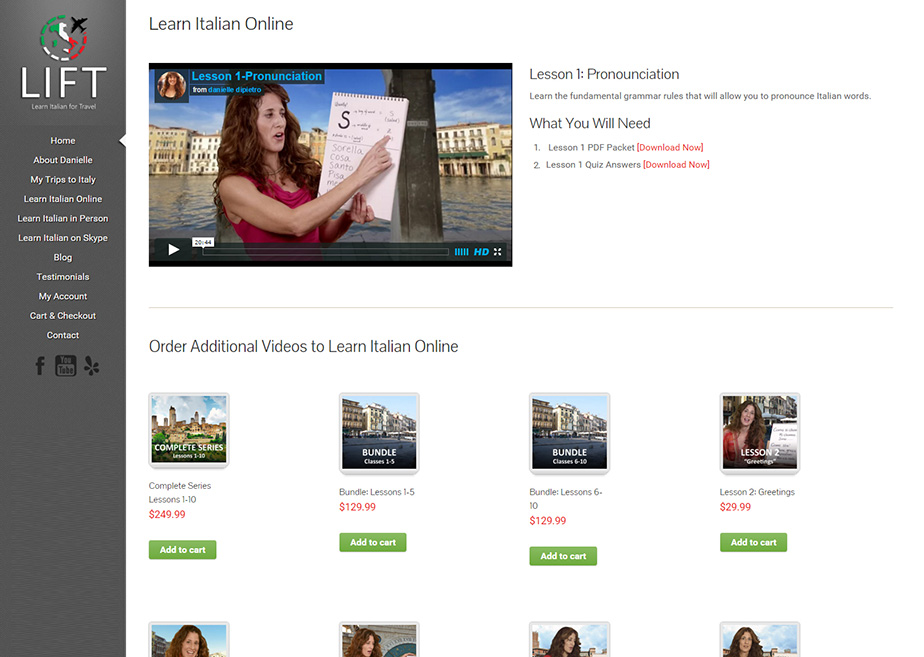 LIFT
Learn Italian for Travel
Home
About Danielle
My Trips to Italy
Learn Italian Online
Learn Italian in Person
Learn Italian on Skype
Blog
Testimonials
My Account
Cart & Checkout
Contact
You
Tube
Learn Italian Online
Lesson 1-Pronunciation
from danielle dipietro
S
Sorella
cosa
Santo
Pisa
20:44
HD
Lesson 1: Pronounciation
Learn the fundamental grammar rules that will allow you to pronounce Italian words.
What You Will Need
1. Lesson 1 PDF Packet [Download Now]
2. Lesson 1 Quiz Answers [Download Now]
Order Additional Videos to Learn Italian Online
COMPLETE SERIES
Lessons 1-10
Complete Series
Lessons 1-10
$249.99
Add to cart
BUNDLE
Classes 1-5
Bundle: Lessons 1-5
$129.99
Add to cart
BUNDLE
Classes 6-10
Bundle: Lessons 6-
10
$129.99
Add to cart
LESSON 2
"Greetings"
Lesson 2: Greetings
$29.99
Add to cart